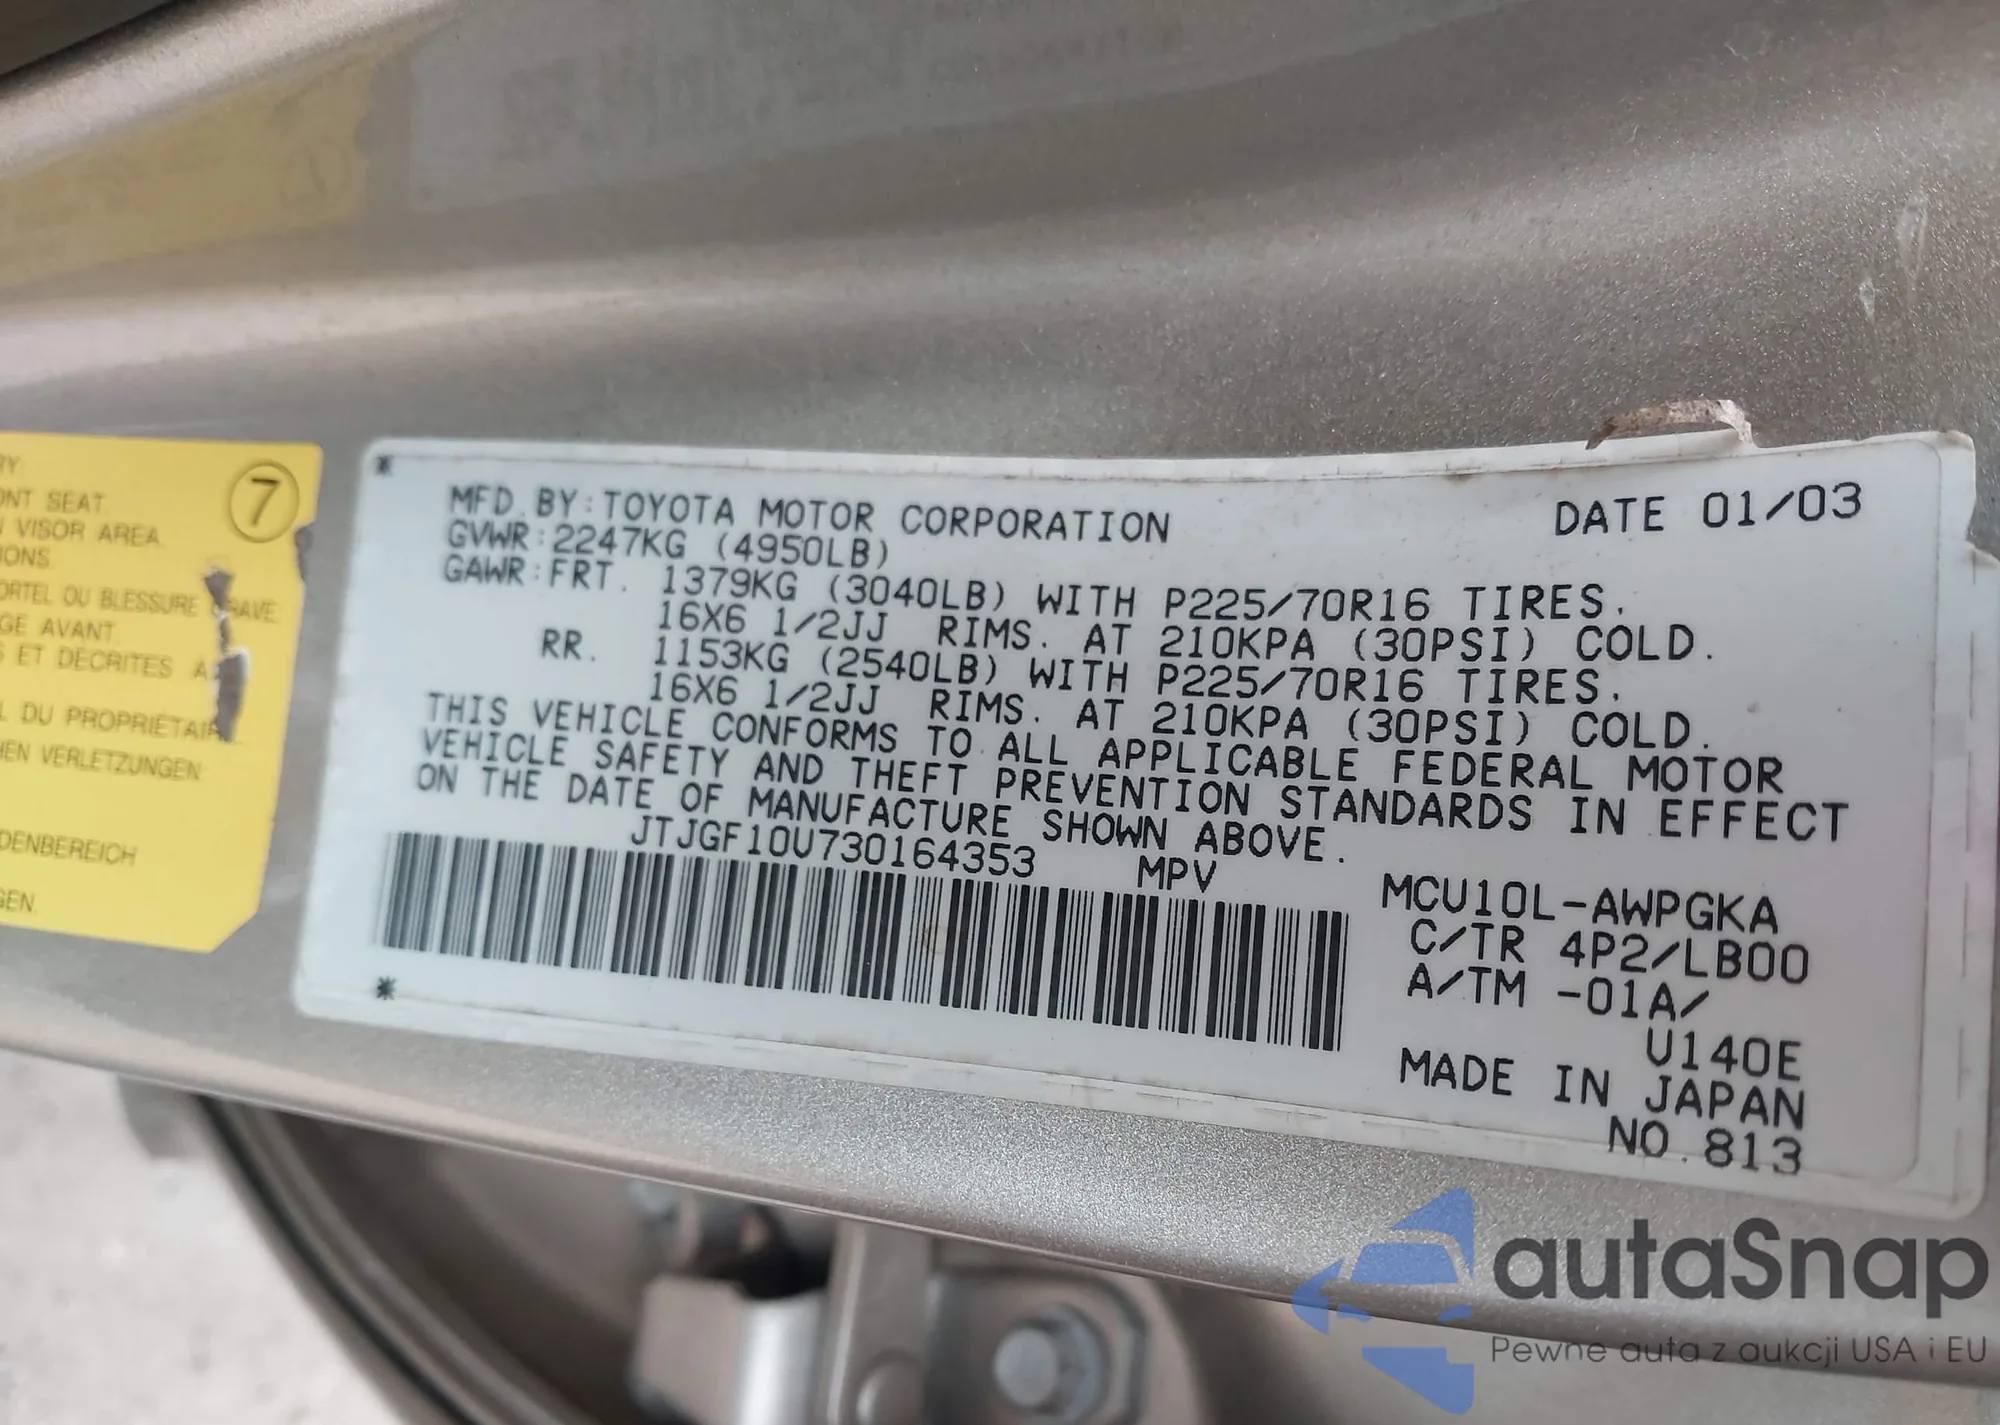 RY
ONT SEAT.
N VISOR AREA.
IONS.
ORTEL OU BLESSURE GRAVE
GE AVANT.
S ET DECRITES
L DU PROPRIÉTAIR
HEN VERLETZUNGEN
DENBEREICH
GEN.
7
*
MFD. BY: TOYOTA MOTOR CORPORATION DATE 01/03
GVWR: 2247KG (4950LB)
GAWR: FRT. 1379KG (3040LB) WITH P225/70R16 TIRES.
16X6 1/2JJ RIMS. AT 210KPA (30PSI) COLD.
RR. 1153KG (2540LB) WITH P225/70R16 TIRES.
16X6 1/2JJ RIMS. AT 210KPA (30PSI) COLD.
THIS VEHICLE CONFORMS TO ALL APPLICABLE FEDERAL MOTOR
VEHICLE SAFETY AND THEFT PREVENTION STANDARDS IN EFFECT
ON THE DATE OF MANUFACTURE SHOWN ABOVE.
JTJGF10U730164353 MPV
MCU10L-AWPGKA
C/TR 4P2/LB00
A/TM -01A/
U140E
MADE IN JAPAN
NO.813
*
autaSnap
Pewne auta z aukcji USA i EU